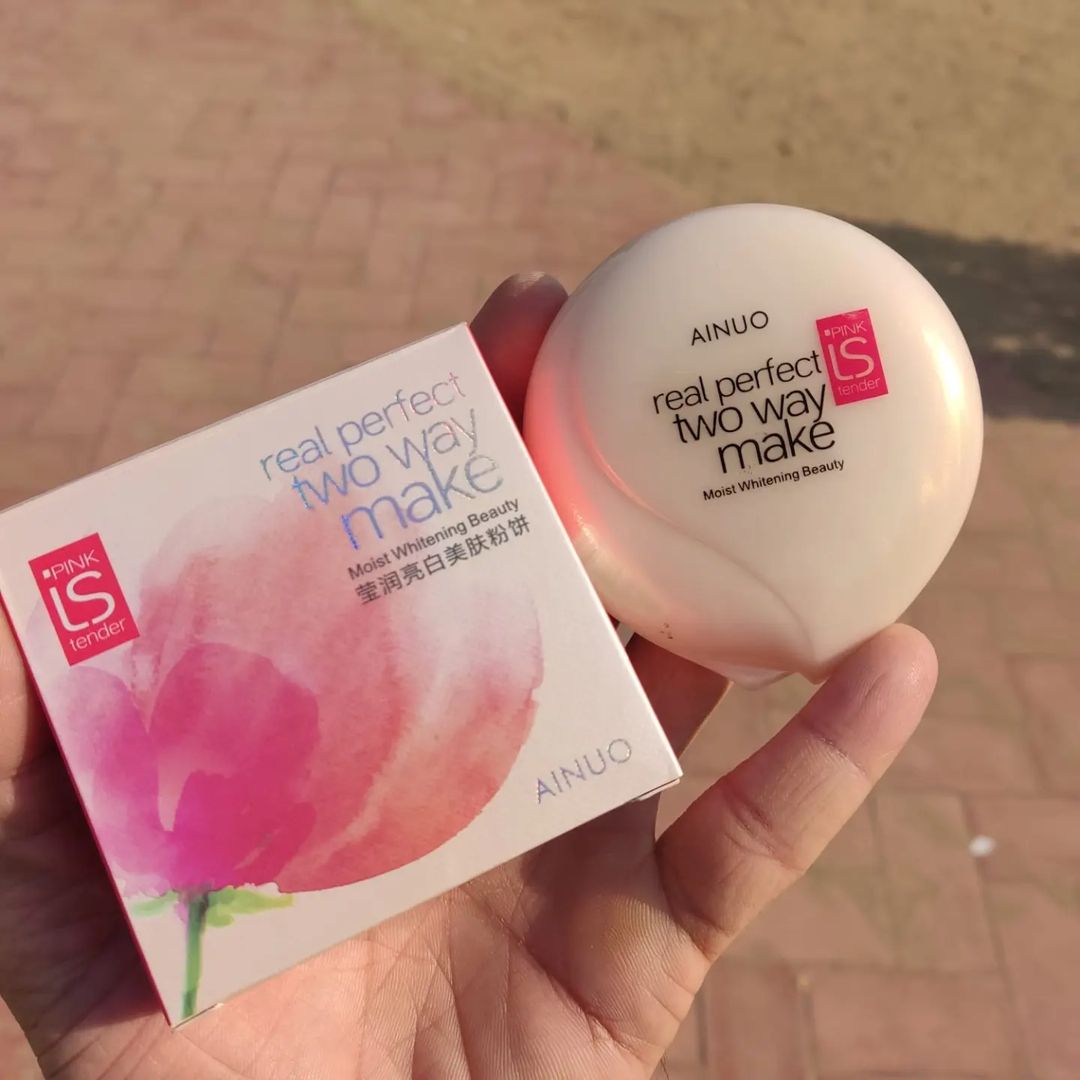 real perfect
two way
make
Moist Whitening Beauty
莹润亮白美肤粉饼
PINK
iS
tender
AINUO
AINUO
real perfect
two way
make
Moist Whitening Beauty
PINK
iS
tender